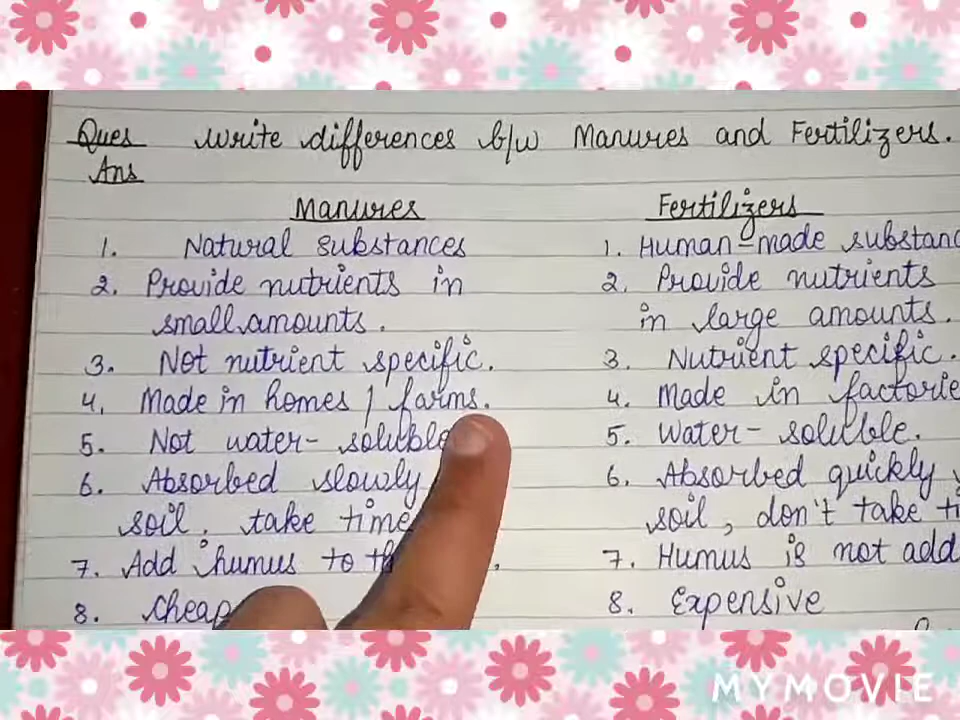 Ques write differences b/w Manures and Fertilizers.
Ans
Manures Fertilizers
1. Natural substances 1. Human-made
2. Provide nutrients in 2. Provide nutrients
small amounts. in large amounts.
3. Not nutrient specific. 3. Nutrient specific.
4. Made in homes / farms. 4. Made in
5. Not water-soluble 5. Water-soluble.
6. Absorbed slowly 6. Absorbed quickly
soil, take time soil, don't take
7. Add humus to 7. Humus is not add
8. Cheap 8. Expensive
MYMOVIE